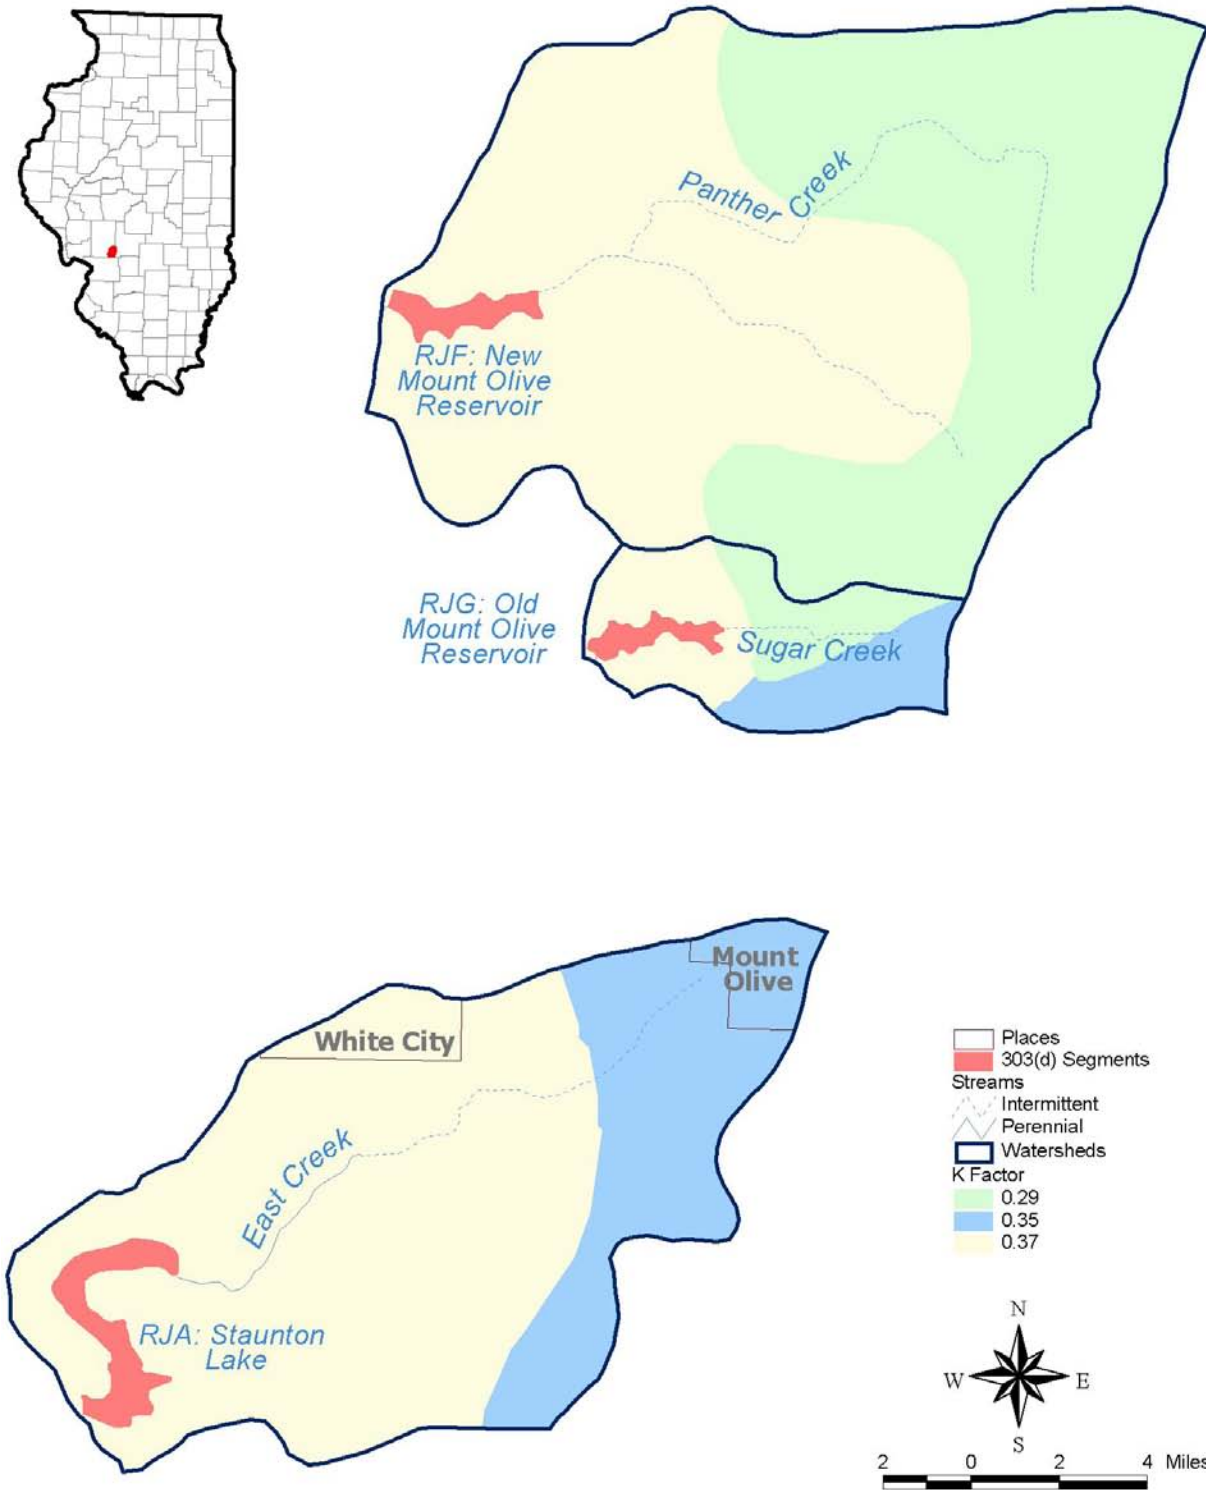 Panther Creek
RJF: New
Mount Olive
Reservoir
RJG: Old
Mount Olive
Reservoir
Sugar Creek
Mount
Olive
White City
East Creek
RJA: Staunton
Lake
Places
303(d) Segments
Streams
Intermittent
Perennial
Watersheds
K Factor
0.29
0.35
0.37
N
W E
S
2 0 2 4 Miles